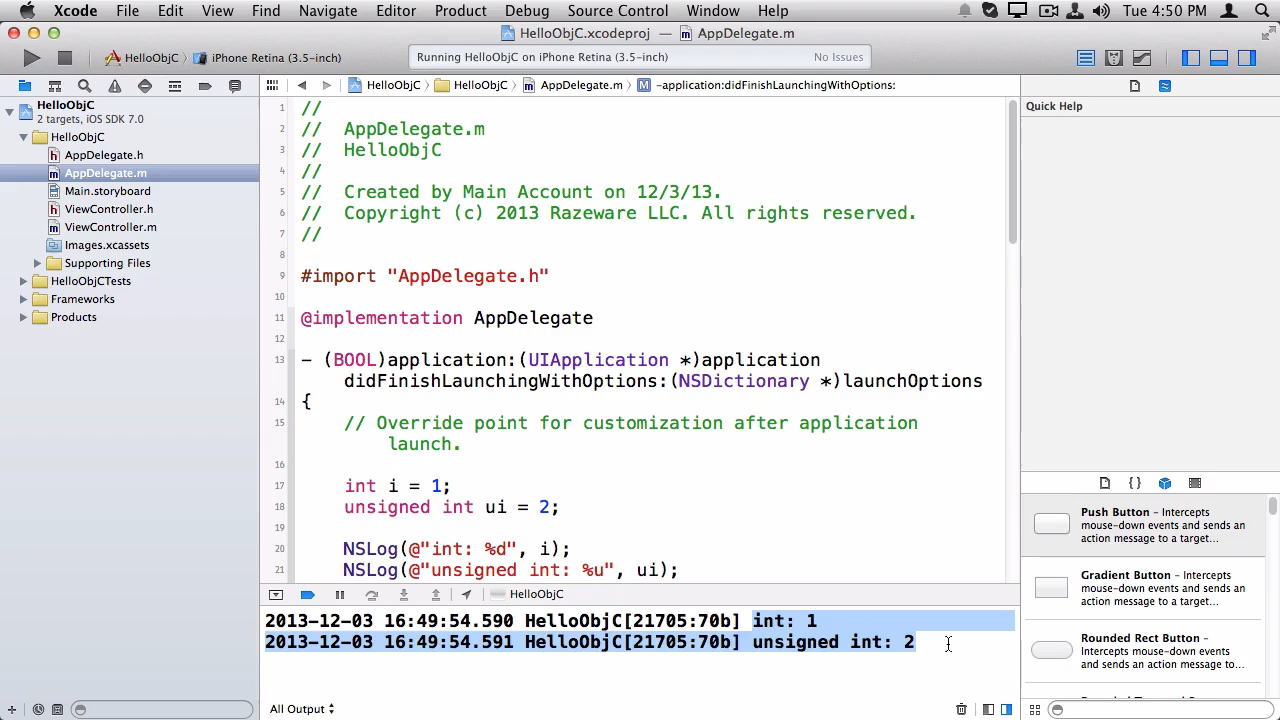 Xcode File Edit View Find Navigate Editor Product Debug Source Control Window Help Tue 4:50 PM
HelloObjC.xcodeproj — AppDelegate.m
HelloObjC 〉 iPhone Retina (3.5-inch)
Running HelloObjC on iPhone Retina (3.5-inch) No Issues
HelloObjC 〉 HelloObjC 〉 AppDelegate.m 〉 M -application:didFinishLaunchingWithOptions:
HelloObjC
2 targets, iOS SDK 7.0
HelloObjC
h AppDelegate.h
m AppDelegate.m
Main.storyboard
h ViewController.h
m ViewController.m
Images.xcassets
Supporting Files
HelloObjCTests
Frameworks
Products
1 //
2 // AppDelegate.m
3 // HelloObjC
4 //
5 // Created by Main Account on 12/3/13.
6 // Copyright (c) 2013 Razeware LLC. All rights reserved.
7 //
8
9 #import "AppDelegate.h"
10
11 @implementation AppDelegate
12
13 - (BOOL)application:(UIApplication *)application
didFinishLaunchingWithOptions:(NSDictionary *)launchOptions
14 {
15 // Override point for customization after application
launch.
16
17 int i = 1;
18 unsigned int ui = 2;
19
20 NSLog(@"int: %d", i);
21 NSLog(@"unsigned int: %u", ui);
HelloObjC
2013-12-03 16:49:54.590 HelloObjC[21705:70b] int: 1
2013-12-03 16:49:54.591 HelloObjC[21705:70b] unsigned int: 2
All Output
Quick Help
{ }
Push Button – Intercepts
mouse-down events and sends an
action message to a target...
Gradient Button – Intercepts
mouse-down events and sends an
action message to a target...
Rounded Rect Button –
Intercepts mouse-down events
and sends an action message to...